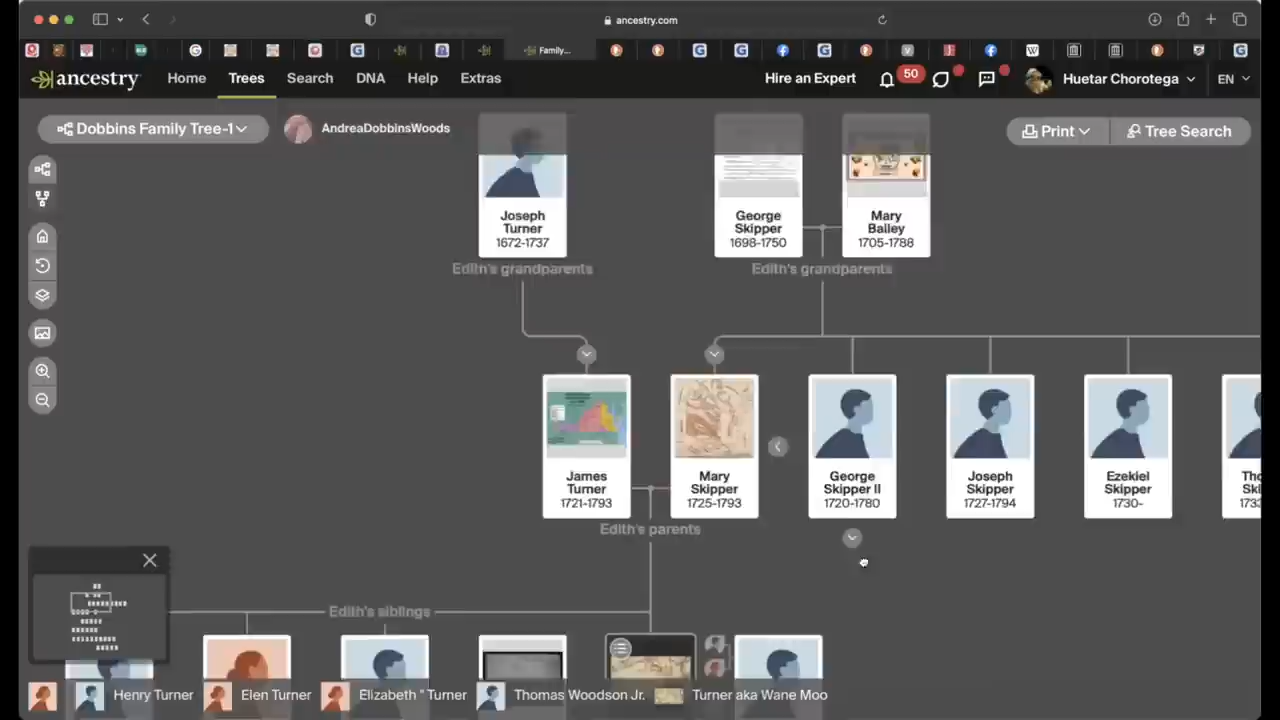 ancestry.com
Family...
ancestry Home Trees Search DNA Help Extras Hire an Expert 50 Huetar Chorotega EN
Dobbins Family Tree-1 AndreaDobbinsWoods Print Tree Search
Joseph
Turner
1672-1737
George
Skipper
1698-1750
Mary
Bailey
1705-1788
Edith's grandparents Edith's grandparents
James
Turner
1721-1793
Mary
Skipper
1725-1793
George
Skipper II
1720-1780
Joseph
Skipper
1727-1794
Ezekiel
Skipper
1730-
Edith's parents
Edith's siblings
Henry Turner Elen Turner Elizabeth " Turner Thomas Woodson Jr. Turner aka Wane Moo